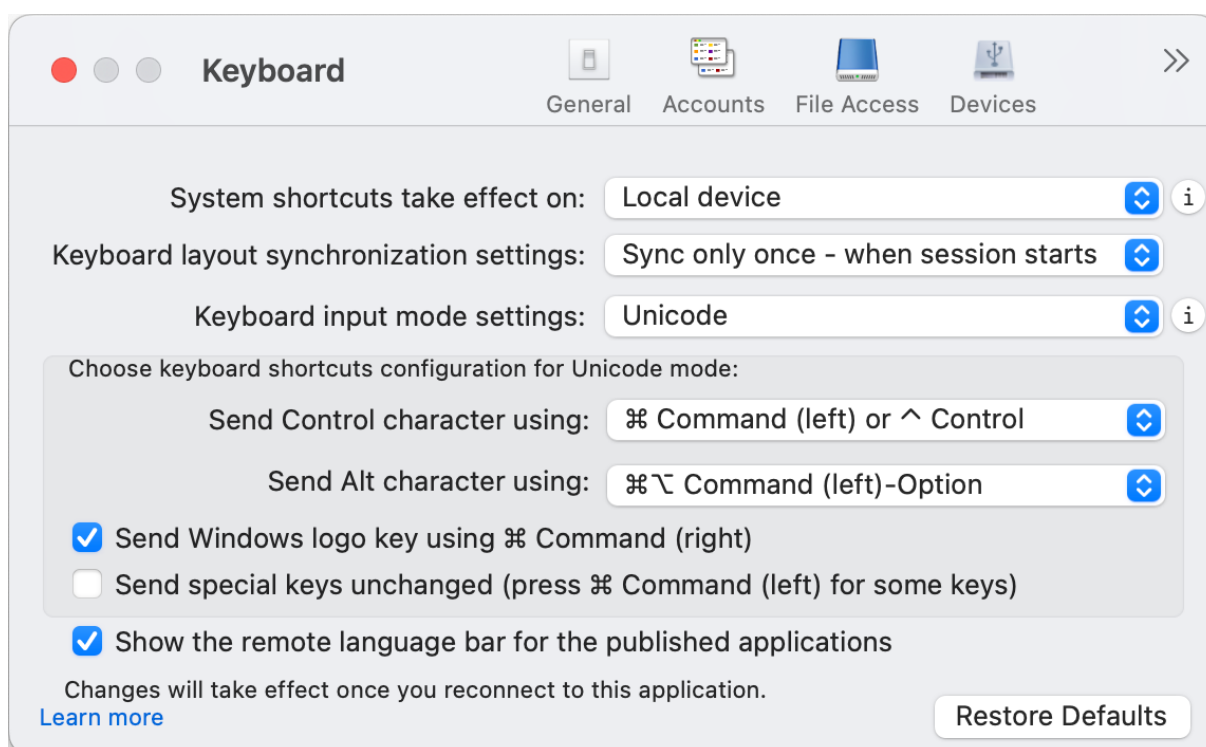 Keyboard
General Accounts File Access Devices
System shortcuts take effect on: Local device i
Keyboard layout synchronization settings: Sync only once - when session starts
Keyboard input mode settings: Unicode i
Choose keyboard shortcuts configuration for Unicode mode:
Send Control character using: ⌘ Command (left) or ^ Control
Send Alt character using: ⌘⌥ Command (left)-Option
Send Windows logo key using ⌘ Command (right)
Send special keys unchanged (press ⌘ Command (left) for some keys)
Show the remote language bar for the published applications
Changes will take effect once you reconnect to this application.
Learn more
Restore Defaults